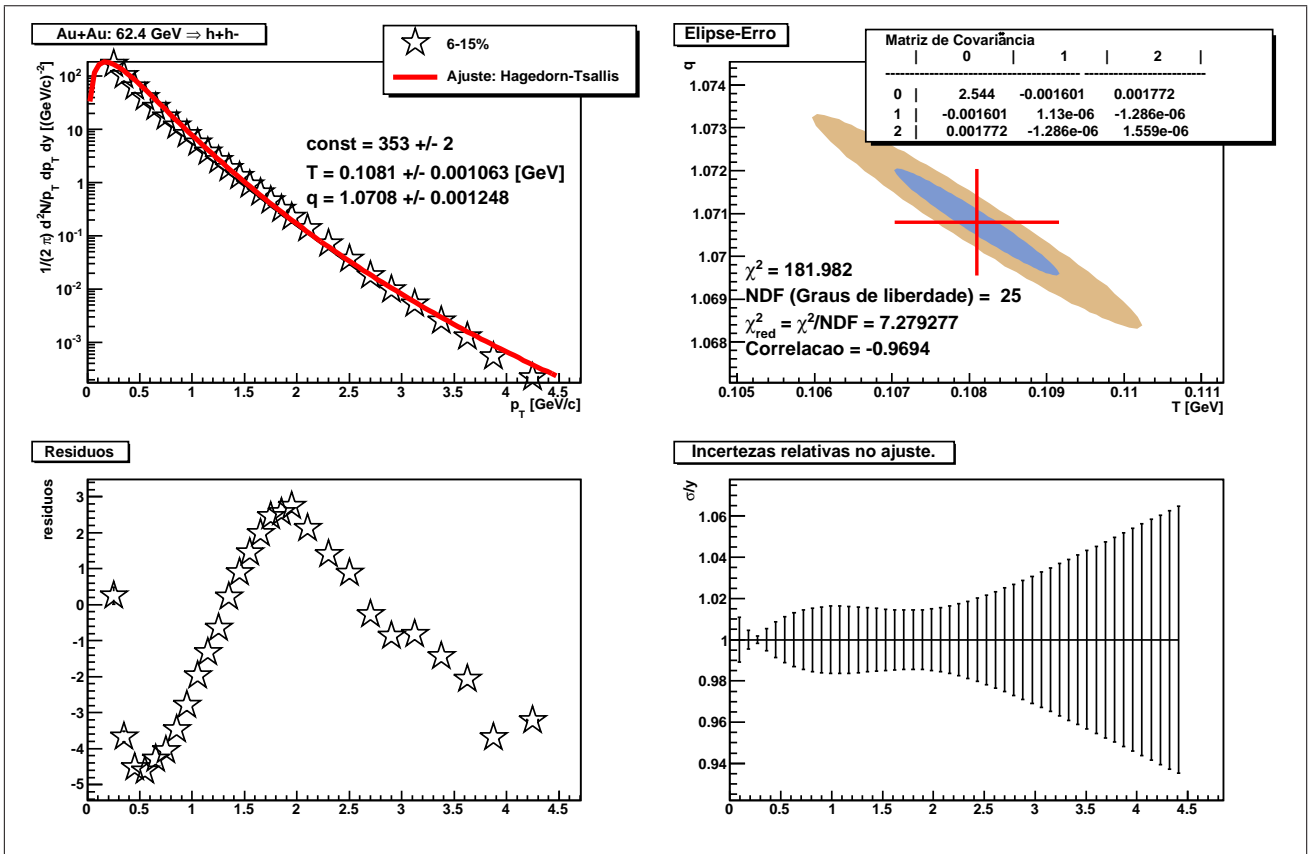 Au+Au: 62.4 GeV ⇒ h+h-
6-15%
Ajuste: Hagedorn-Tsallis
1/(2 π) d²N/p_T dp_T dy [(GeV/c)⁻²]
10²
10
1
10⁻¹
10⁻²
10⁻³
const = 353 +/- 2
T = 0.1081 +/- 0.001063 [GeV]
q = 1.0708 +/- 0.001248
0 0.5 1 1.5 2 2.5 3 3.5 4 4.5
p_T [GeV/c]
Elipse-Erro
Matriz de Covariância
| 0 | 1 | 2 |
0 | 2.544 -0.001601 0.001772
1 | -0.001601 1.13e-06 -1.286e-06
2 | 0.001772 -1.286e-06 1.559e-06
q
1.074
1.073
1.072
1.071
1.07
1.069
1.068
χ² = 181.982
NDF (Graus de liberdade) = 25
χ²_red = χ²/NDF = 7.279277
Correlacao = -0.9694
0.105 0.106 0.107 0.108 0.109 0.11 0.111
T [GeV]
Residuos
residuos
3
2
1
0
-1
-2
-3
-4
-5
0 0.5 1 1.5 2 2.5 3 3.5 4 4.5
Incertezas relativas no ajuste.
σ/y
1.06
1.04
1.02
1
0.98
0.96
0.94
0 0.5 1 1.5 2 2.5 3 3.5 4 4.5